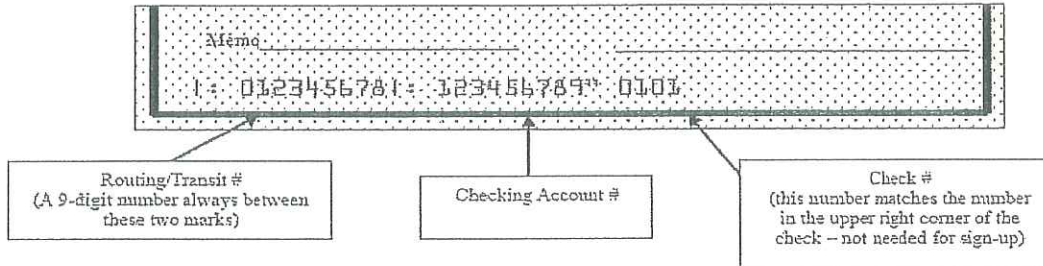 Memo
⑆ 012345678⑆ 123456789⑈ 0101
Routing/Transit #
(A 9-digit number always between
these two marks)
Checking Account #
Check #
(this number matches the number
in the upper right corner of the
check – not needed for sign-up)